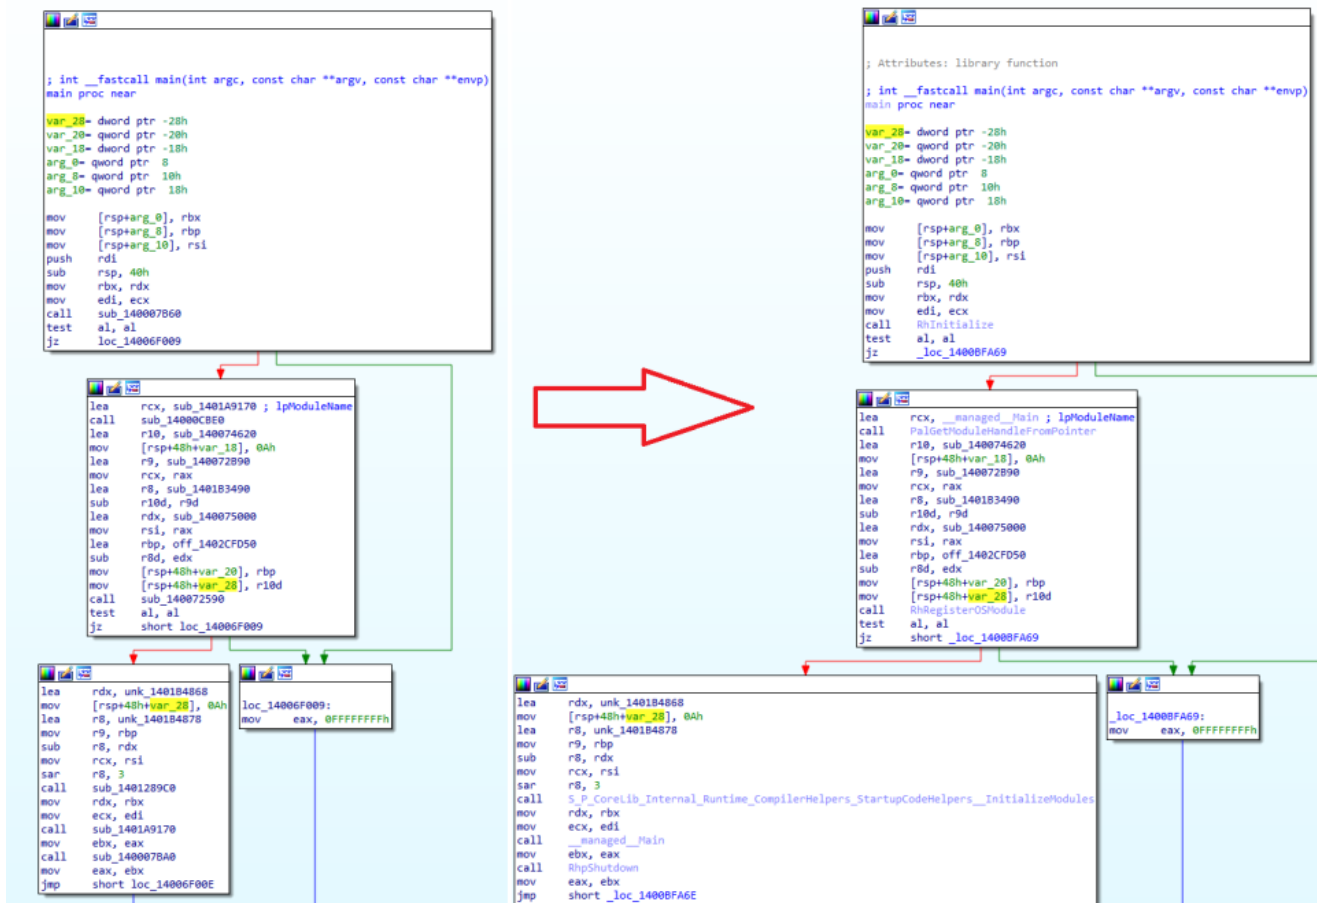 ; int __fastcall main(int argc, const char **argv, const char **envp)
main proc near
var_28= dword ptr -28h
var_20= qword ptr -20h
var_18= dword ptr -18h
arg_0= qword ptr  8
arg_8= qword ptr  10h
arg_10= qword ptr  18h
mov     [rsp+arg_0], rbx
mov     [rsp+arg_8], rbp
mov     [rsp+arg_10], rsi
push    rdi
sub     rsp, 40h
mov     rbx, rdx
mov     edi, ecx
call    sub_140007B60
test    al, al
jz      loc_14006F009
lea     rcx, sub_1401A9170 ; lpModuleName
call    sub_14000CBE0
lea     r10, sub_140074620
mov     [rsp+48h+var_18], 0Ah
lea     r9, sub_140072B90
mov     rcx, rax
lea     r8, sub_1401B3490
sub     r10d, r9d
lea     rdx, sub_140075000
mov     rsi, rax
lea     rbp, off_1402CFD50
sub     r8d, edx
mov     [rsp+48h+var_20], rbp
mov     [rsp+48h+var_28], r10d
call    sub_140072590
test    al, al
jz      short loc_14006F009
lea     rdx, unk_1401B4868
mov     [rsp+48h+var_28], 0Ah
lea     r8, unk_1401B4878
mov     r9, rbp
sub     r8, rdx
mov     rcx, rsi
sar     r8, 3
call    sub_1401289C0
mov     rdx, rbx
mov     ecx, edi
call    sub_1401A9170
mov     ebx, eax
call    sub_140007BA0
mov     eax, ebx
jmp     short loc_14006F00E
loc_14006F009:
mov     eax, 0FFFFFFFFh
; Attributes: library function
; int __fastcall main(int argc, const char **argv, const char **envp)
main proc near
var_28= dword ptr -28h
var_20= qword ptr -20h
var_18= dword ptr -18h
arg_0= qword ptr  8
arg_8= qword ptr  10h
arg_10= qword ptr  18h
mov     [rsp+arg_0], rbx
mov     [rsp+arg_8], rbp
mov     [rsp+arg_10], rsi
push    rdi
sub     rsp, 40h
mov     rbx, rdx
mov     edi, ecx
call    RhInitialize
test    al, al
jz      _loc_1400BFA69
lea     rcx, __managed__Main ; lpModuleName
call    PalGetModuleHandleFromPointer
lea     r10, sub_140074620
mov     [rsp+48h+var_18], 0Ah
lea     r9, sub_140072B90
mov     rcx, rax
lea     r8, sub_1401B3490
sub     r10d, r9d
lea     rdx, sub_140075000
mov     rsi, rax
lea     rbp, off_1402CFD50
sub     r8d, edx
mov     [rsp+48h+var_20], rbp
mov     [rsp+48h+var_28], r10d
call    RhRegisterOSModule
test    al, al
jz      short _loc_1400BFA69
lea     rdx, unk_1401B4868
mov     [rsp+48h+var_28], 0Ah
lea     r8, unk_1401B4878
mov     r9, rbp
sub     r8, rdx
mov     rcx, rsi
sar     r8, 3
call    S_P_CoreLib_Internal_Runtime_CompilerHelpers_StartupCodeHelpers__InitializeModules
mov     rdx, rbx
mov     ecx, edi
call    __managed__Main
mov     ebx, eax
call    RhpShutdown
mov     eax, ebx
jmp     short _loc_1400BFA6E
_loc_1400BFA69:
mov     eax, 0FFFFFFFFh